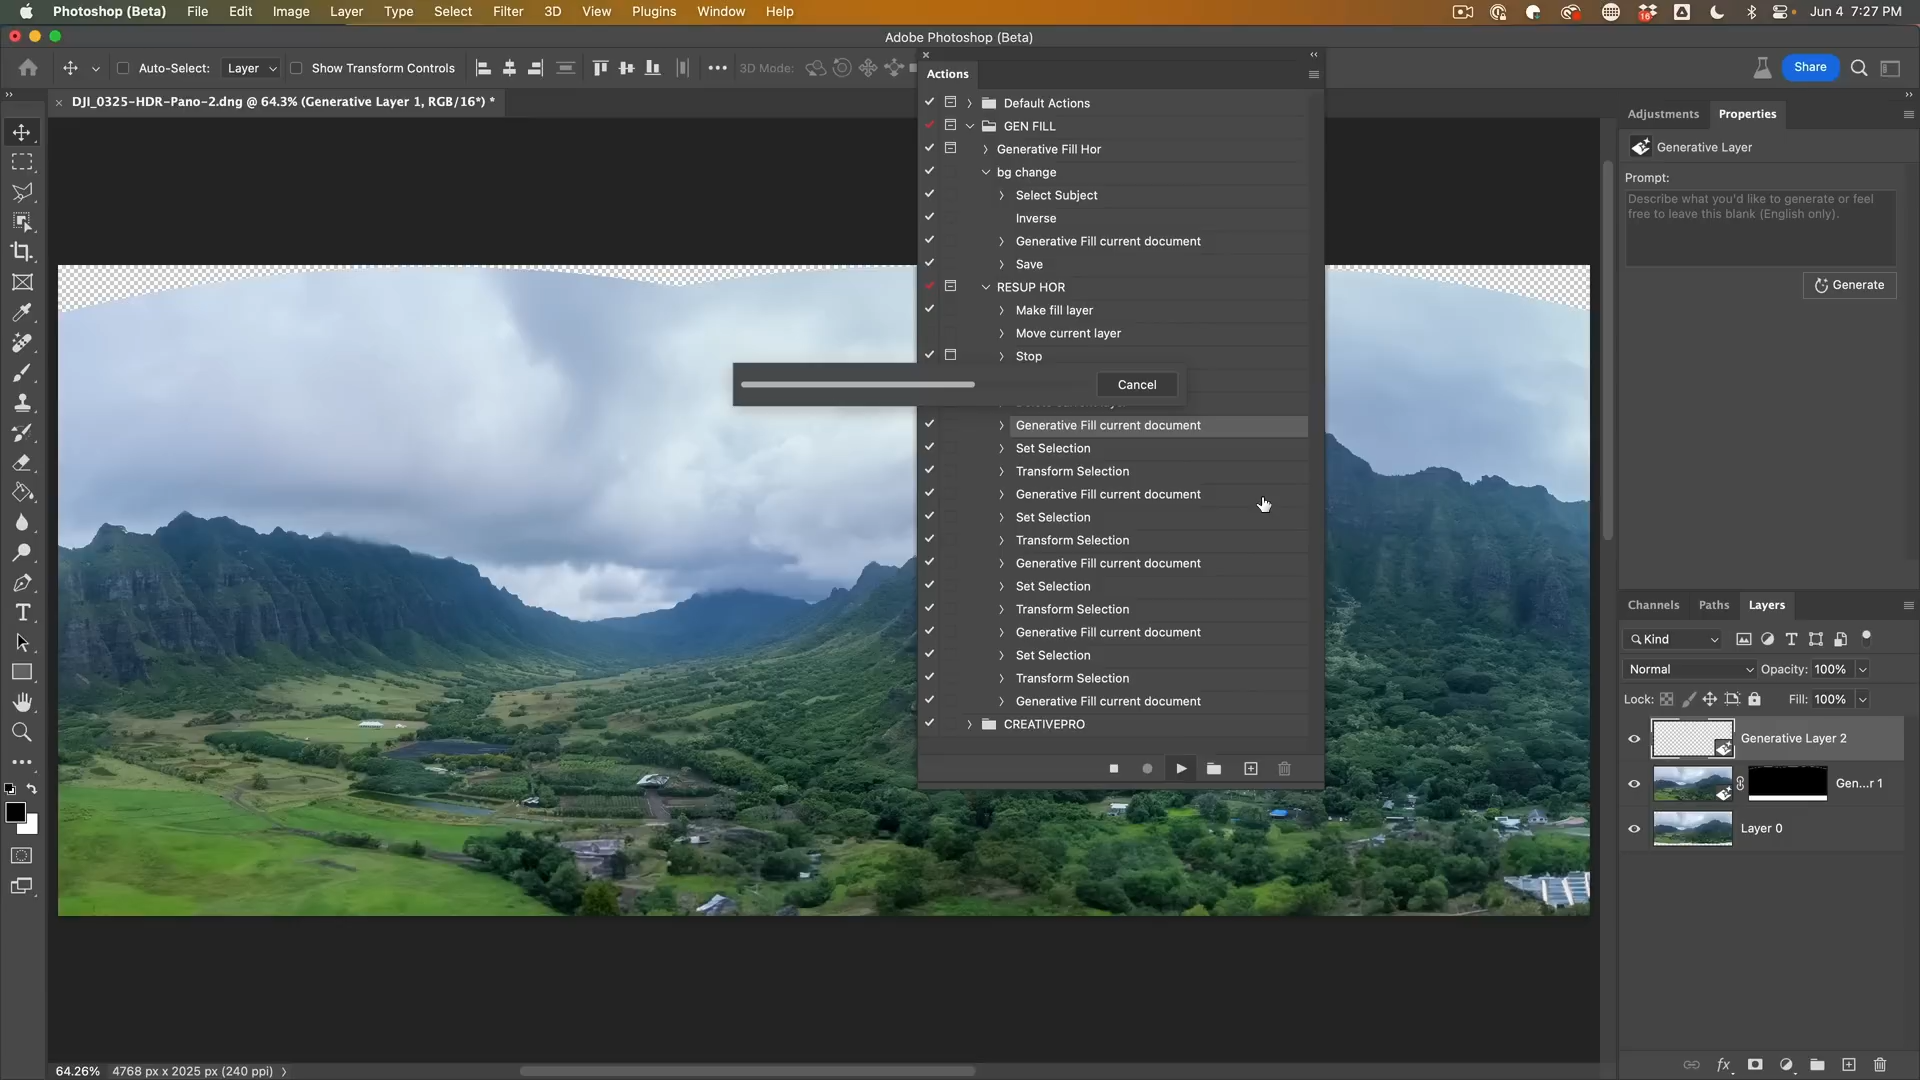 Photoshop (Beta) File Edit Image Layer Type Select Filter 3D View Plugins Window Help
16
Jun 4 7:27 PM
Adobe Photoshop (Beta)
Auto-Select: Layer Show Transform Controls
3D Mode:
Share
DJI_0325-HDR-Pano-2.dng @ 64.3% (Generative Layer 1, RGB/16*) *
Actions
Default Actions
GEN FILL
Generative Fill Hor
bg change
Select Subject
Inverse
Generative Fill current document
Save
RESUP HOR
Make fill layer
Move current layer
Stop
Cancel
Generative Fill current document
Set Selection
Transform Selection
Generative Fill current document
Set Selection
Transform Selection
Generative Fill current document
Set Selection
Transform Selection
Generative Fill current document
Set Selection
Transform Selection
Generative Fill current document
CREATIVEPRO
Adjustments Properties
Generative Layer
Prompt:
Describe what you'd like to generate or feel
free to leave this blank (English only).
Generate
Channels Paths Layers
Kind
Normal Opacity: 100%
Lock: Fill: 100%
Generative Layer 2
Gen...r 1
Layer 0
fx
64.26% 4768 px x 2025 px (240 ppi)